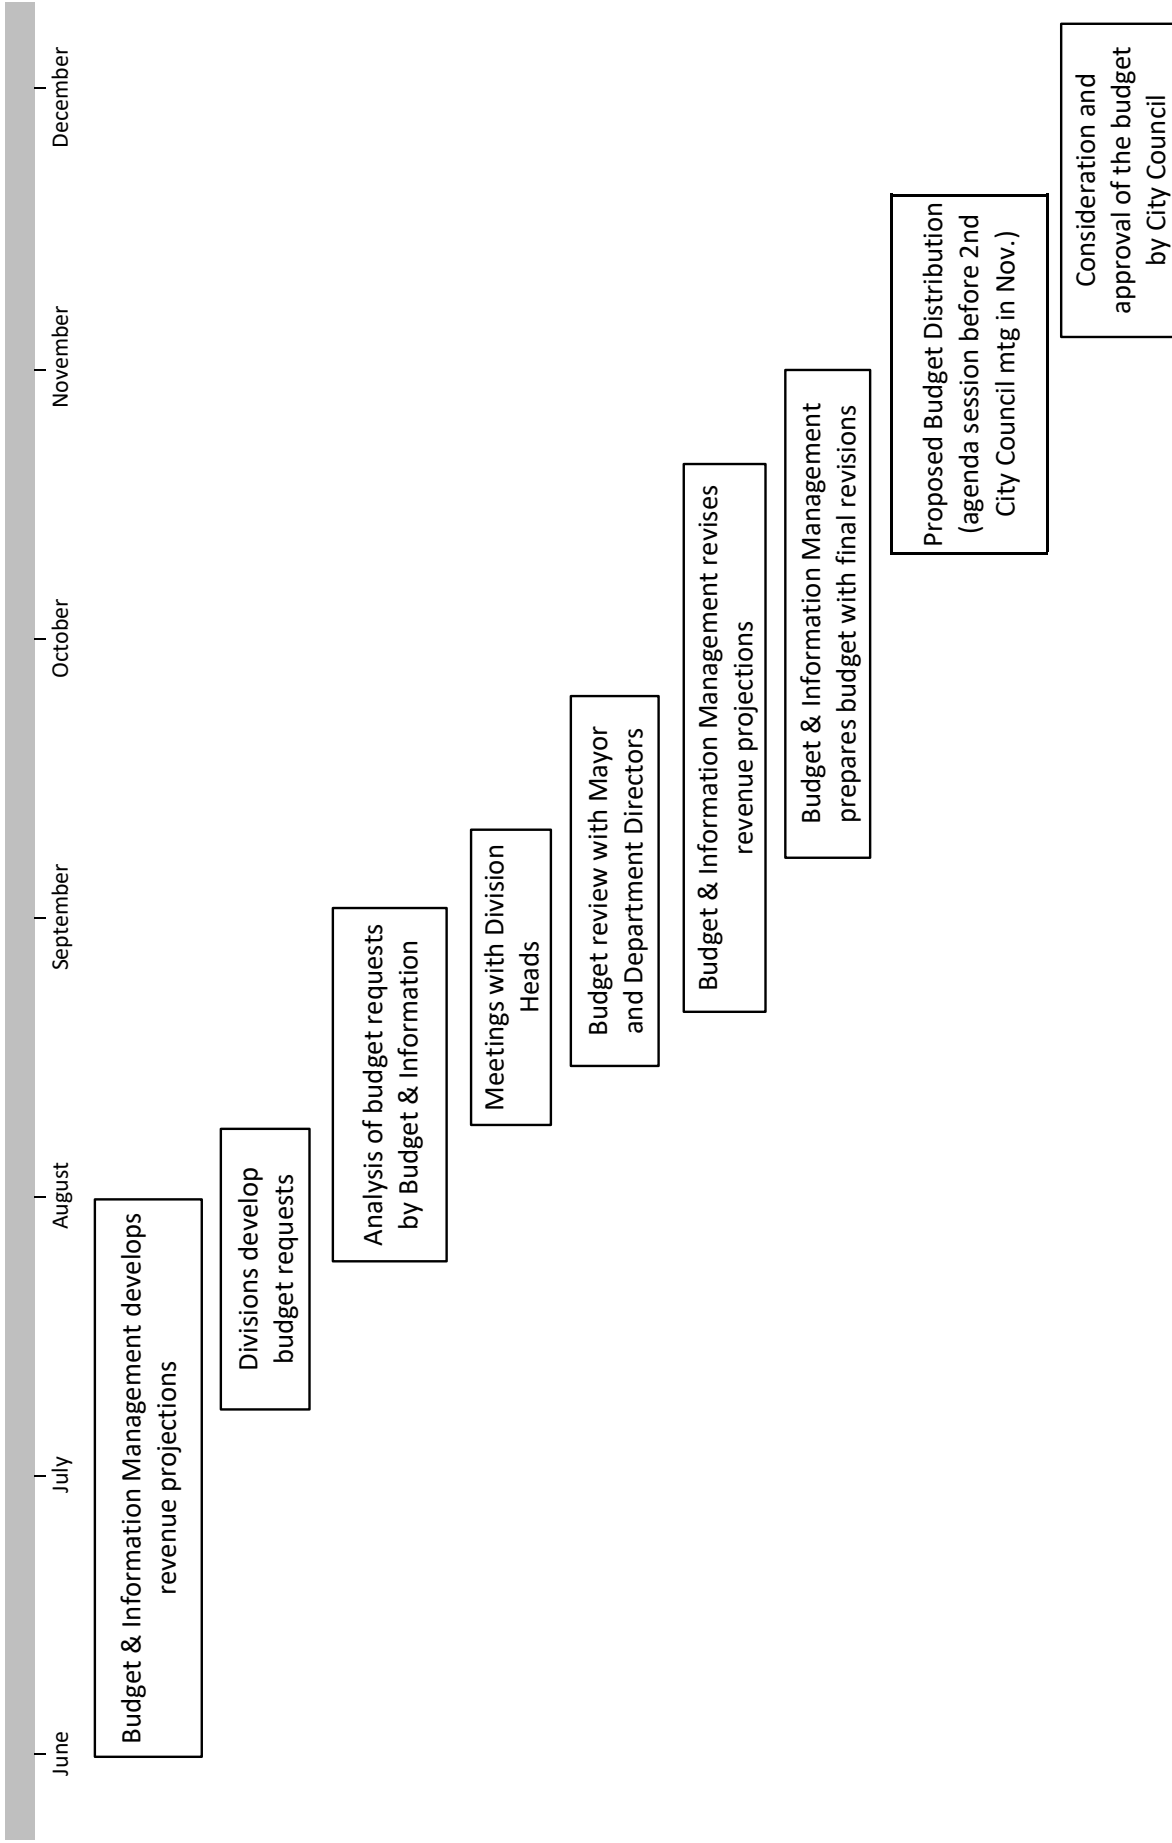 June
July
August
September
October
November
December
Budget & Information Management develops
revenue projections
Divisions develop
budget requests
Analysis of budget requests
by Budget & Information
Meetings with Division
Heads
Budget review with Mayor
and Department Directors
Budget & Information Management revises
revenue projections
Budget & Information Management
prepares budget with final revisions
Proposed Budget Distribution
(agenda session before 2nd
City Council mtg in Nov.)
Consideration and
approval of the budget
by City Council